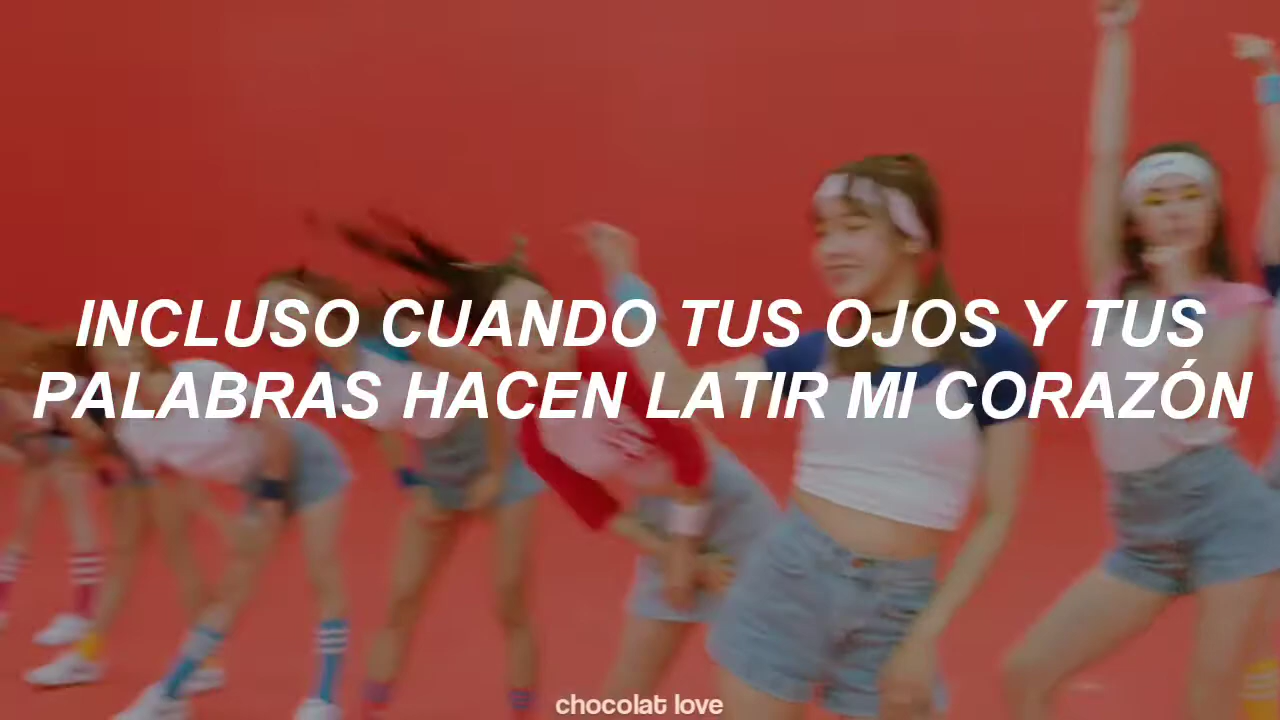 INCLUSO CUANDO TUS OJOS Y TUS
PALABRAS HACEN LATIR MI CORAZÓN
chocolat love